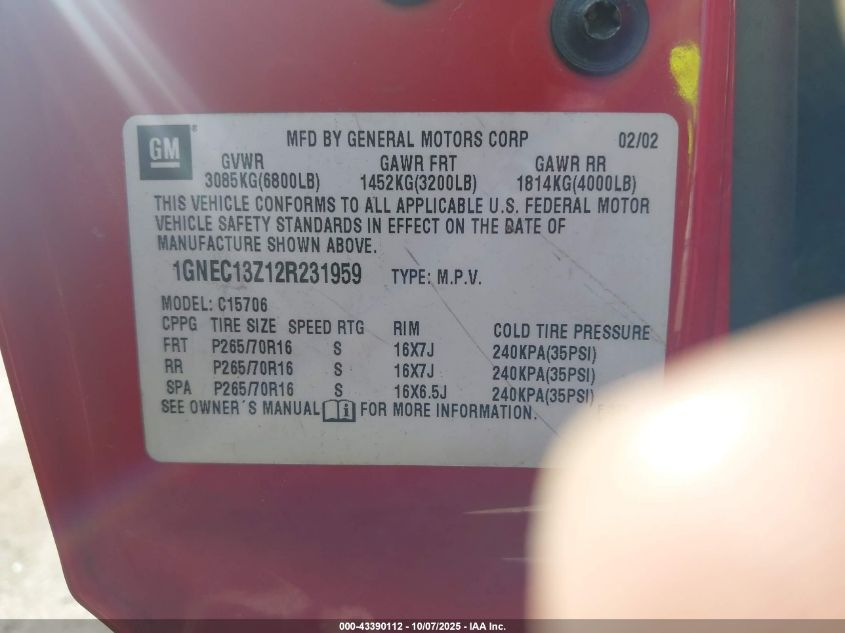 GM® MFD BY GENERAL MOTORS CORP 02/02
GVWR GAWR FRT GAWR RR
3085KG(6800LB) 1452KG(3200LB) 1814KG(4000LB)
THIS VEHICLE CONFORMS TO ALL APPLICABLE U.S. FEDERAL MOTOR
VEHICLE SAFETY STANDARDS IN EFFECT ON THE DATE OF
MANUFACTURE SHOWN ABOVE.
1GNEC13Z12R231959 TYPE: M.P.V.
MODEL: C15706
CPPG TIRE SIZE SPEED RTG RIM COLD TIRE PRESSURE
FRT P265/70R16 S 16X7J 240KPA(35PSI)
RR P265/70R16 S 16X7J 240KPA(35PSI)
SPA P265/70R16 S 16X6.5J 240KPA(35PSI)
SEE OWNER´S MANUAL FOR MORE INFORMATION.
000-43390112 - 10/07/2025 - IAA Inc.